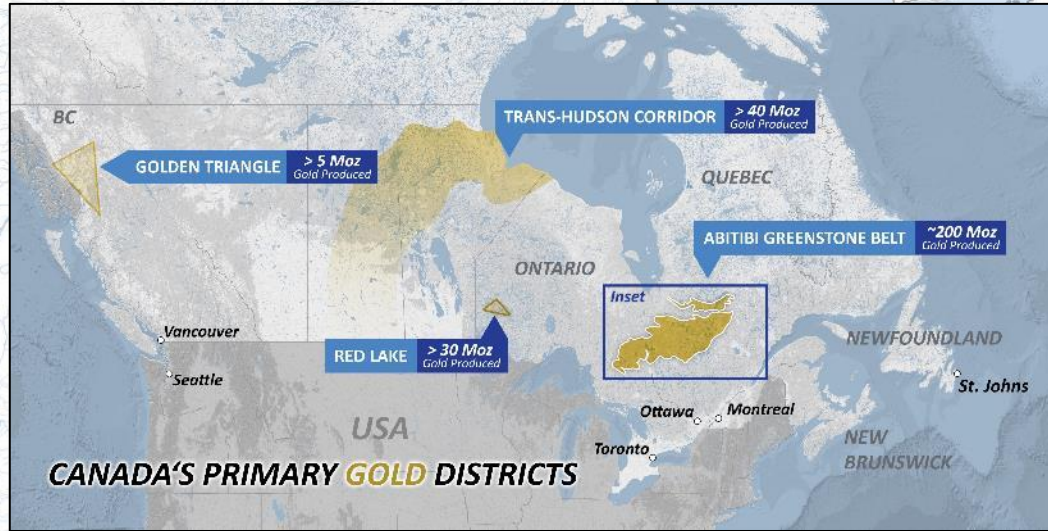 BC
TRANS-HUDSON CORRIDOR
> 40 Moz
Gold Produced
GOLDEN TRIANGLE
> 5 Moz
Gold Produced
QUEBEC
ABITIBI GREENSTONE BELT
~200 Moz
Gold Produced
ONTARIO
Inset
Vancouver
Seattle
RED LAKE
> 30 Moz
Gold Produced
NEWFOUNDLAND
St. Johns
USA
Ottawa
Montreal
Toronto
NEW
BRUNSWICK
CANADA‘S PRIMARY GOLD DISTRICTS